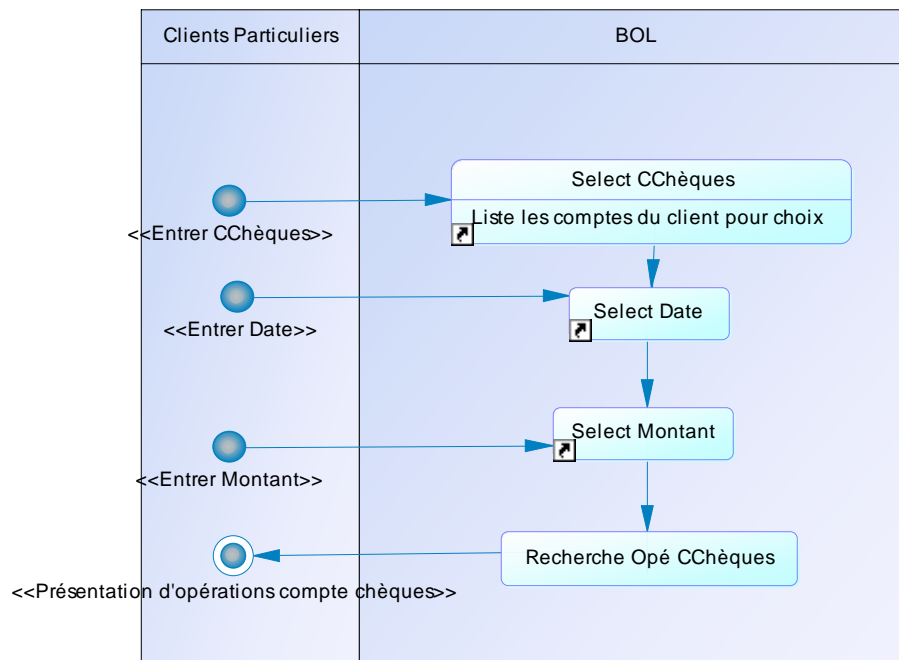 Clients Particuliers
BOL
Select CChèques
Liste les comptes du client pour choix
<<Entrer CChèques>>
Select Date
<<Entrer Date>>
Select Montant
<<Entrer Montant>>
Recherche Opé CChèques
<<Présentation d'opérations compte chèques>>